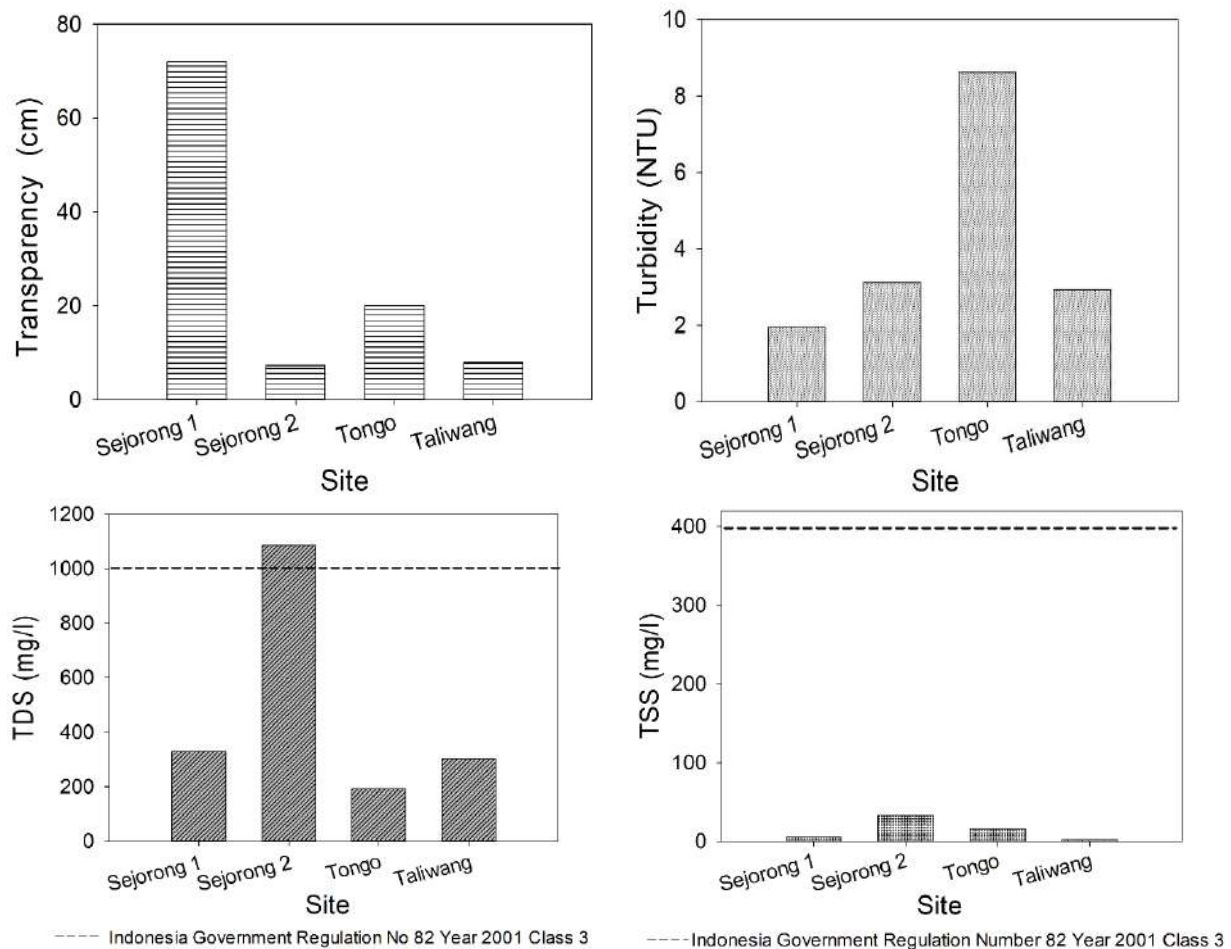 Transparency (cm)
80
60
40
20
0
Sejorong 1
Sejorong 2
Tongo
Taliwang
Site
Turbidity (NTU)
10
8
6
4
2
0
Sejorong 1
Sejorong 2
Tongo
Taliwang
Site
TDS (mg/l)
1200
1000
800
600
400
200
0
Sejorong 1
Sejorong 2
Tongo
Taliwang
Site
Indonesia Government Regulation No 82 Year 2001 Class 3
TSS (mg/l)
400
300
200
100
0
Sejorong 1
Sejorong 2
Tongo
Taliwang
Site
Indonesia Government Regulation Number 82 Year 2001 Class 3